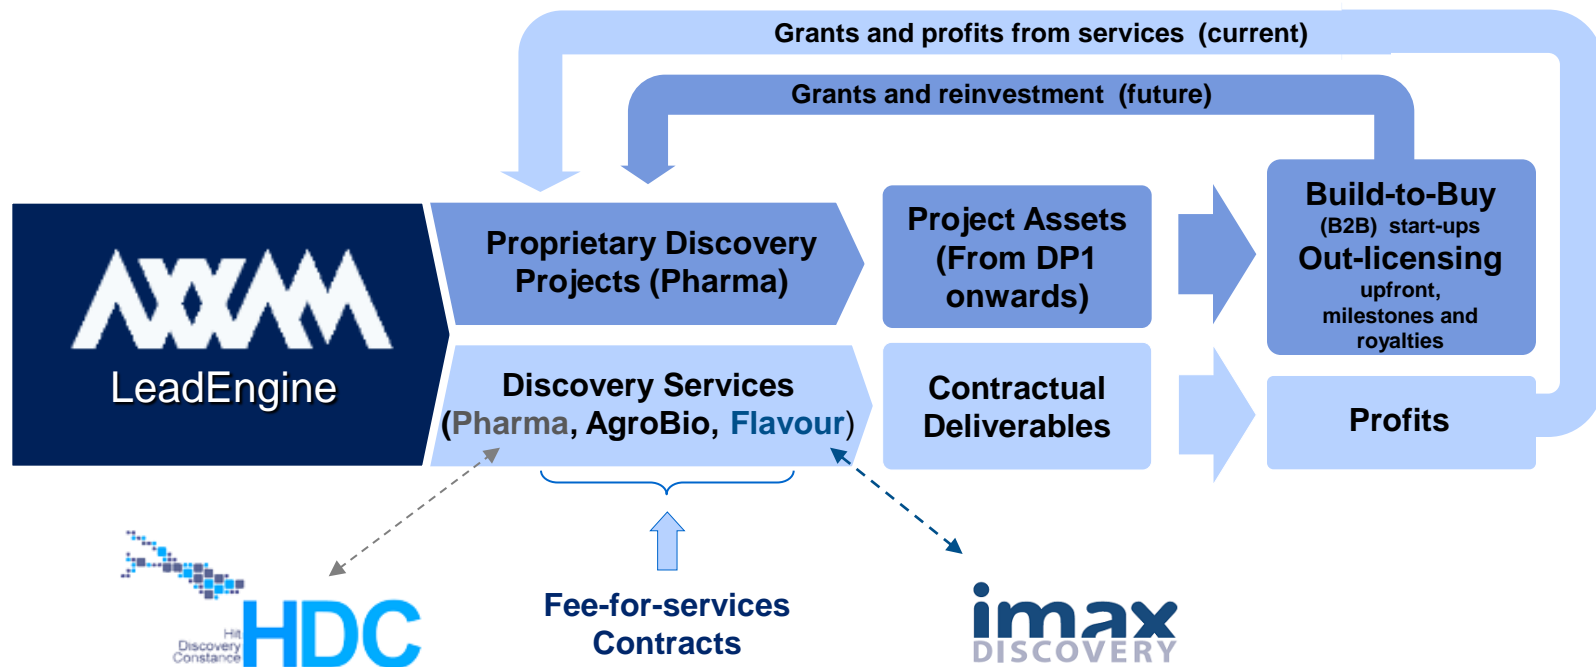 Grants and profits from services (current)
Grants and reinvestment (future)
AXXAM
LeadEngine
Proprietary Discovery
Projects (Pharma)
Project Assets
(From DP1
onwards)
Build-to-Buy
(B2B) start-ups
Out-licensing
upfront,
milestones and
royalties
Discovery Services
(Pharma, AgroBio, Flavour)
Contractual
Deliverables
Profits
Hit
Discovery
Constance
HDC
Fee-for-services
Contracts
imax
DISCOVERY